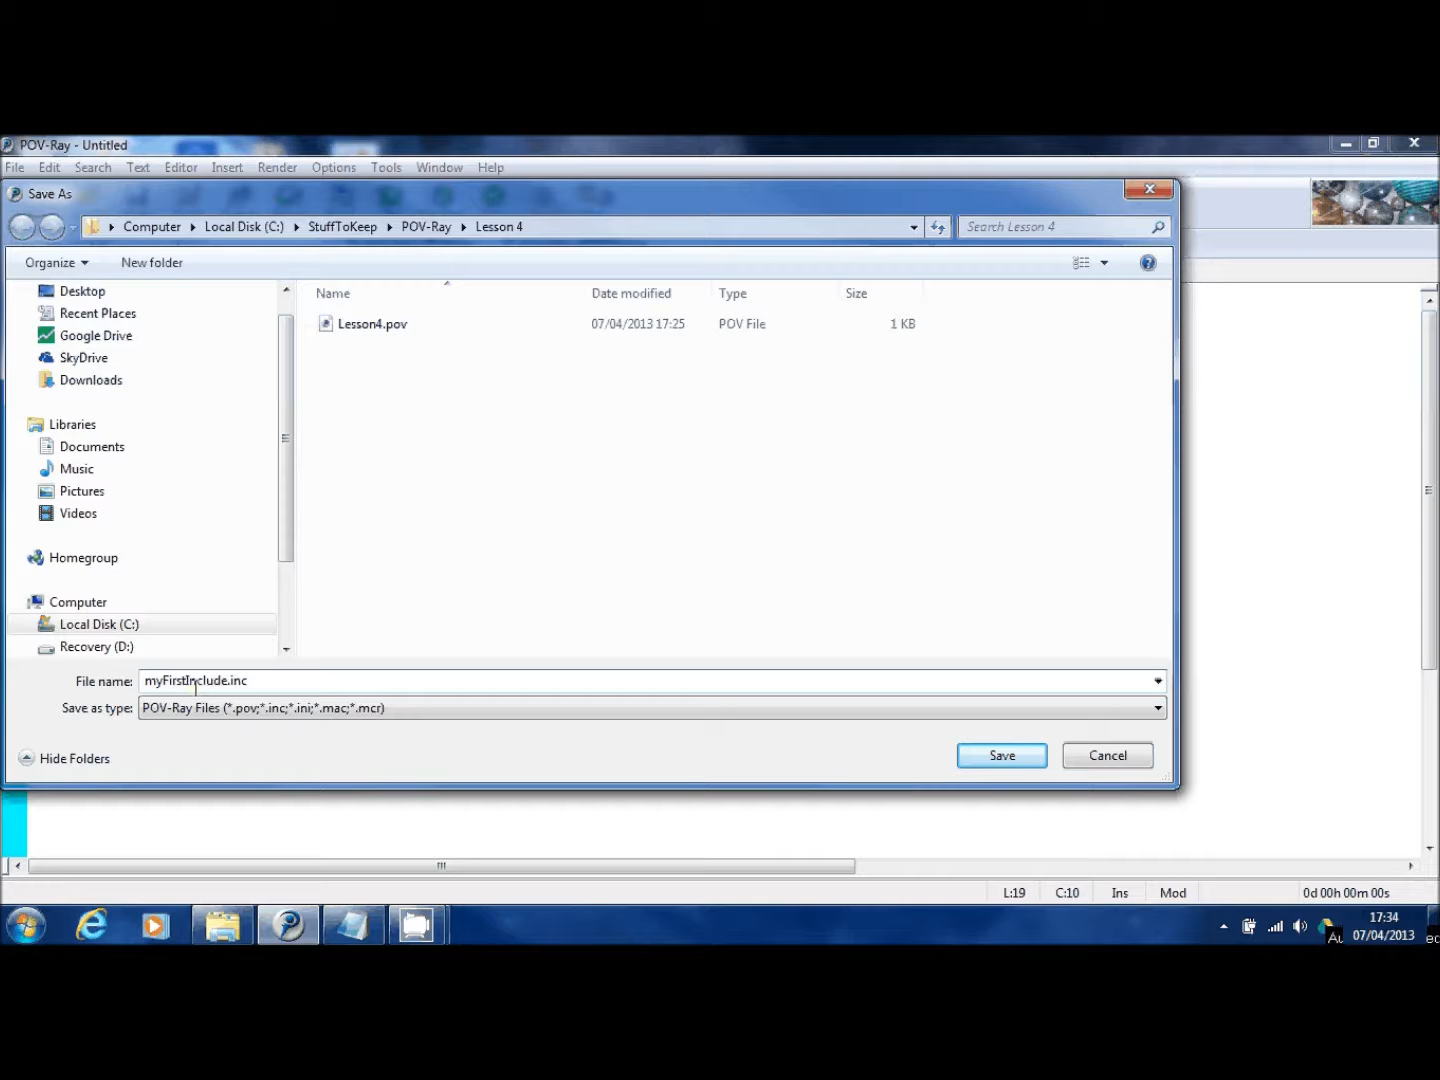 POV-Ray - Untitled
File Edit Search Text Editor Insert Render Options Tools Window Help
Save As
Computer Local Disk (C:) StuffToKeep POV-Ray Lesson 4
Search Lesson 4
Organize New folder
Name Date modified Type Size
Lesson4.pov 07/04/2013 17:25 POV File 1 KB
Desktop
Recent Places
Google Drive
SkyDrive
Downloads
Libraries
Documents
Music
Pictures
Videos
Homegroup
Computer
Local Disk (C:)
Recovery (D:)
File name: myFirstInclude.inc
Save as type: POV-Ray Files (*.pov;*.inc;*.ini;*.mac;*.mcr)
Hide Folders Save Cancel
L:19 C:10 Ins Mod 0d 00h 00m 00s
17:34
07/04/2013